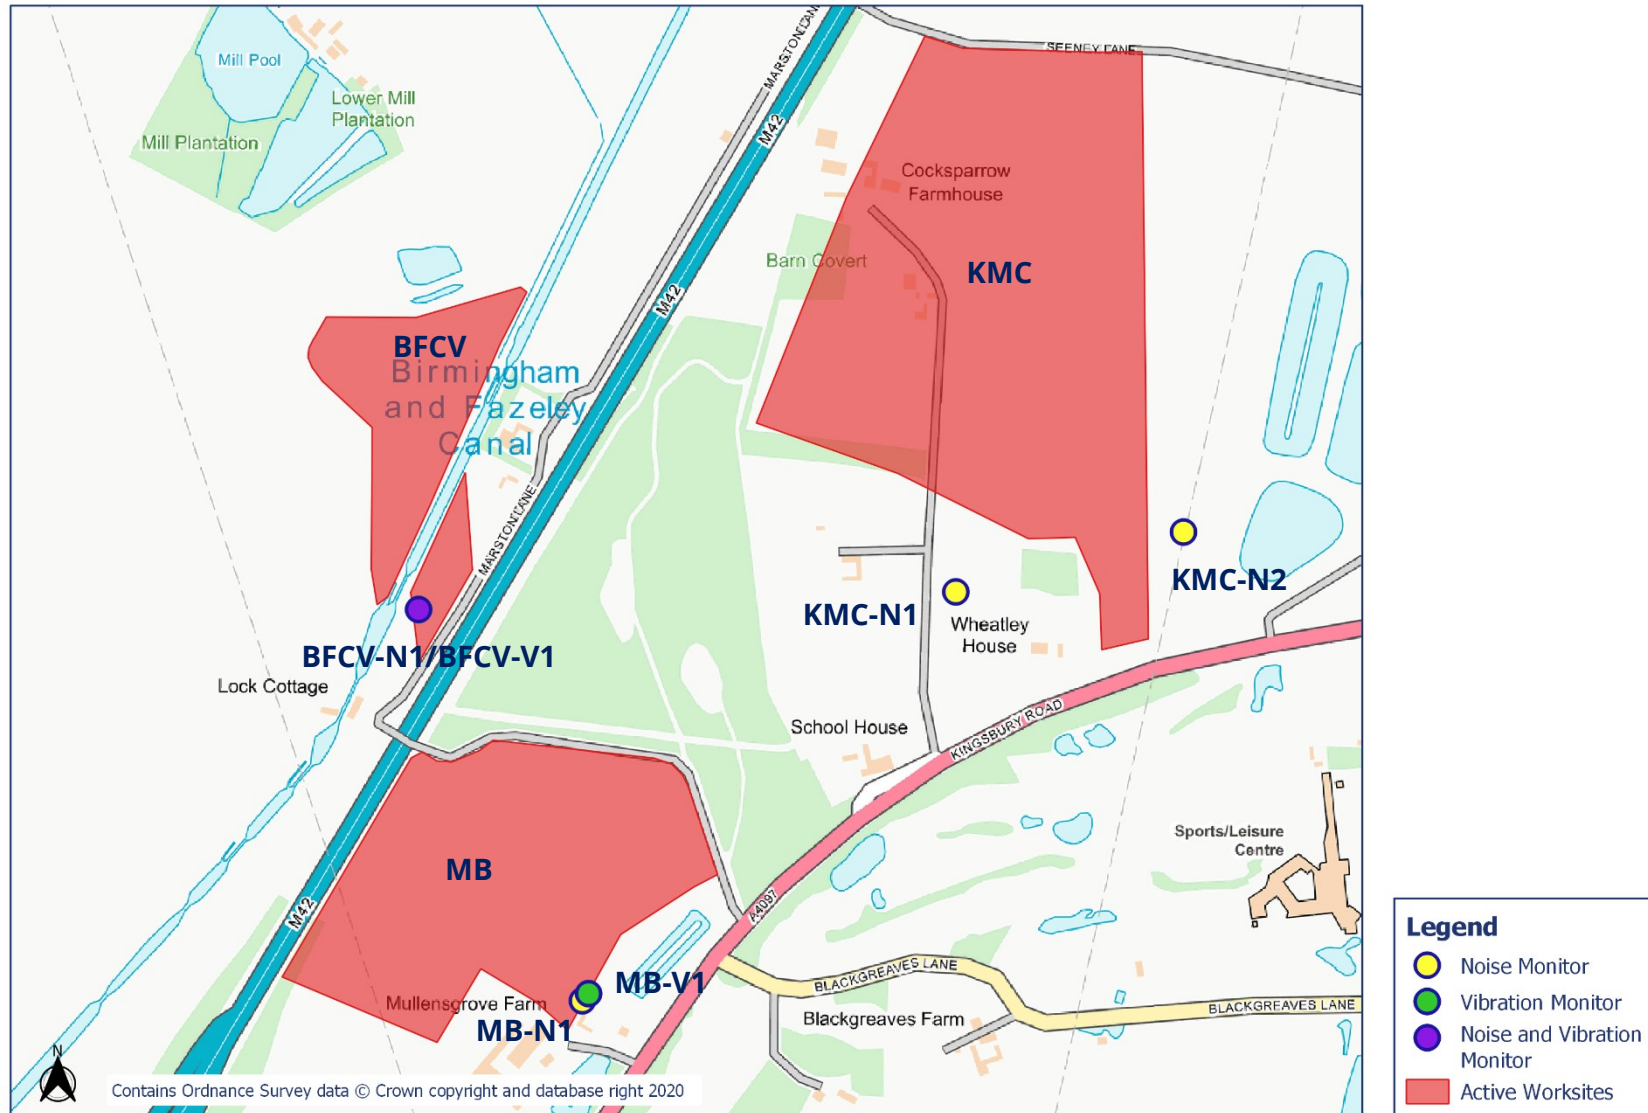 MARSTON LANE
SEENEY LANE
Mill Pool
Lower Mill
Plantation
Mill Plantation
M42
Cocksparrow
Farmhouse
Barn Covert
KMC
M42
BFCV
Birmingham
and Fazeley
Canal
MARSTON LANE
KMC-N2
KMC-N1
Wheatley
House
BFCV-N1/BFCV-V1
Lock Cottage
School House
KINGSBURY ROAD
Sports/Leisure
Centre
MB
M42
A4097
BLACKGREAVES LANE
MB-V1
Mullensgrove Farm
MB-N1
Blackgreaves Farm
BLACKGREAVES LANE
N
Contains Ordnance Survey data © Crown copyright and database right 2020
Legend
Noise Monitor
Vibration Monitor
Noise and Vibration
Monitor
Active Worksites